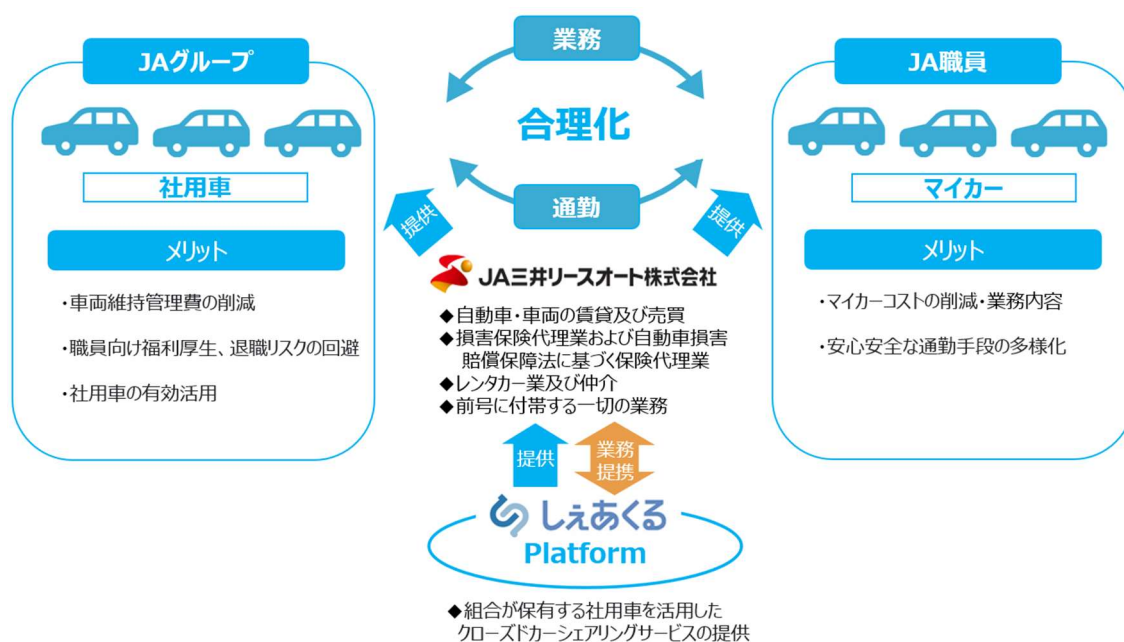 JAグループ
社用車
メリット
・車両維持管理費の削減
・職員向け福利厚生、退職リスクの回避
・社用車の有効活用
業務
合理化
通勤
提供
提供
JA三井リースオート株式会社
◆自動車・車両の賃貸及び売買
◆損害保険代理業および自動車損害
賠償保障法に基づく保険代理業
◆レンタカー業及び仲介
◆前号に付帯する一切の業務
提供
業務
提携
しぇあくる
Platform
◆組合が保有する社用車を活用した
クローズドカーシェアリングサービスの提供
JA職員
マイカー
メリット
・マイカーコストの削減・業務内容
・安心安全な通勤手段の多様化